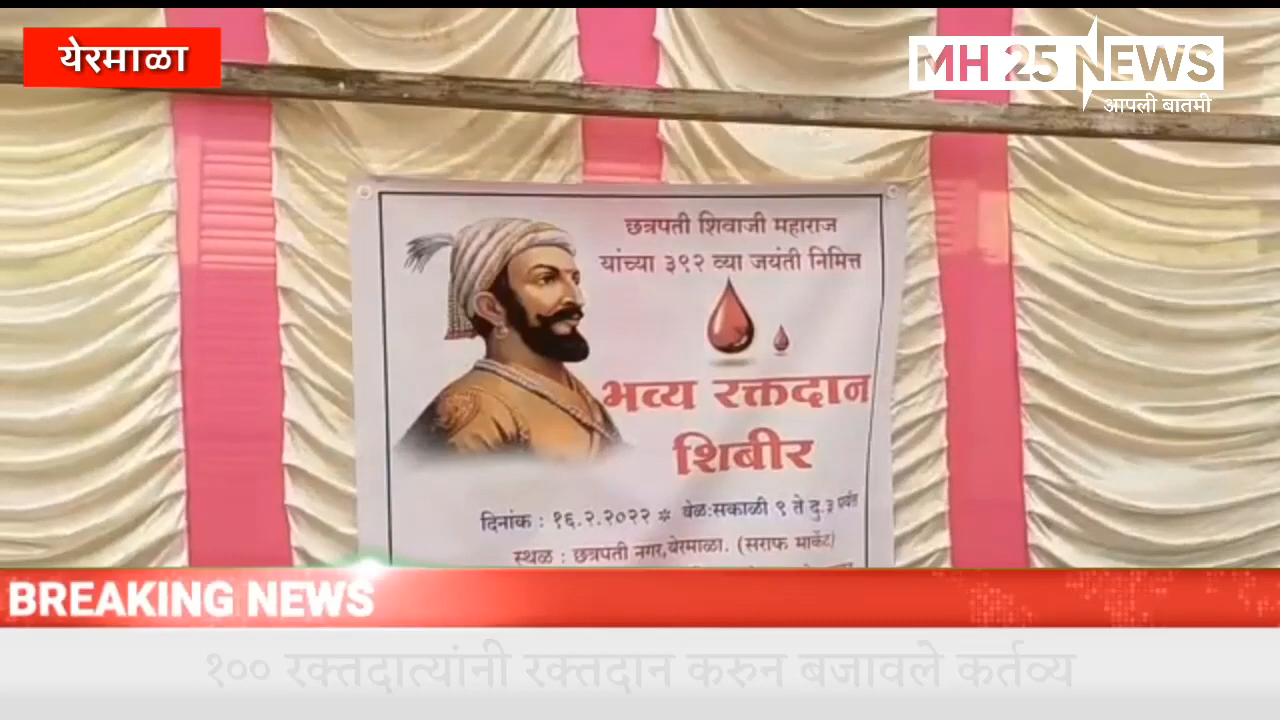 येरमाळा
MH 25 NEWS
आपली बातमी
छत्रपती शिवाजी महाराज
यांच्या ३९२ व्या जयंती निमित्त
भव्य रक्तदान
शिबीर
दिनांक : १६.२.२०२२ * वेळ:सकाळी ९ ते दु.३ पर्यंत
स्थळ : छत्रपती नगर,येरमाळा. (सराफ मार्केट)
BREAKING NEWS
१०० रक्तदात्यांनी रक्तदान करुन बजावले कर्तव्य